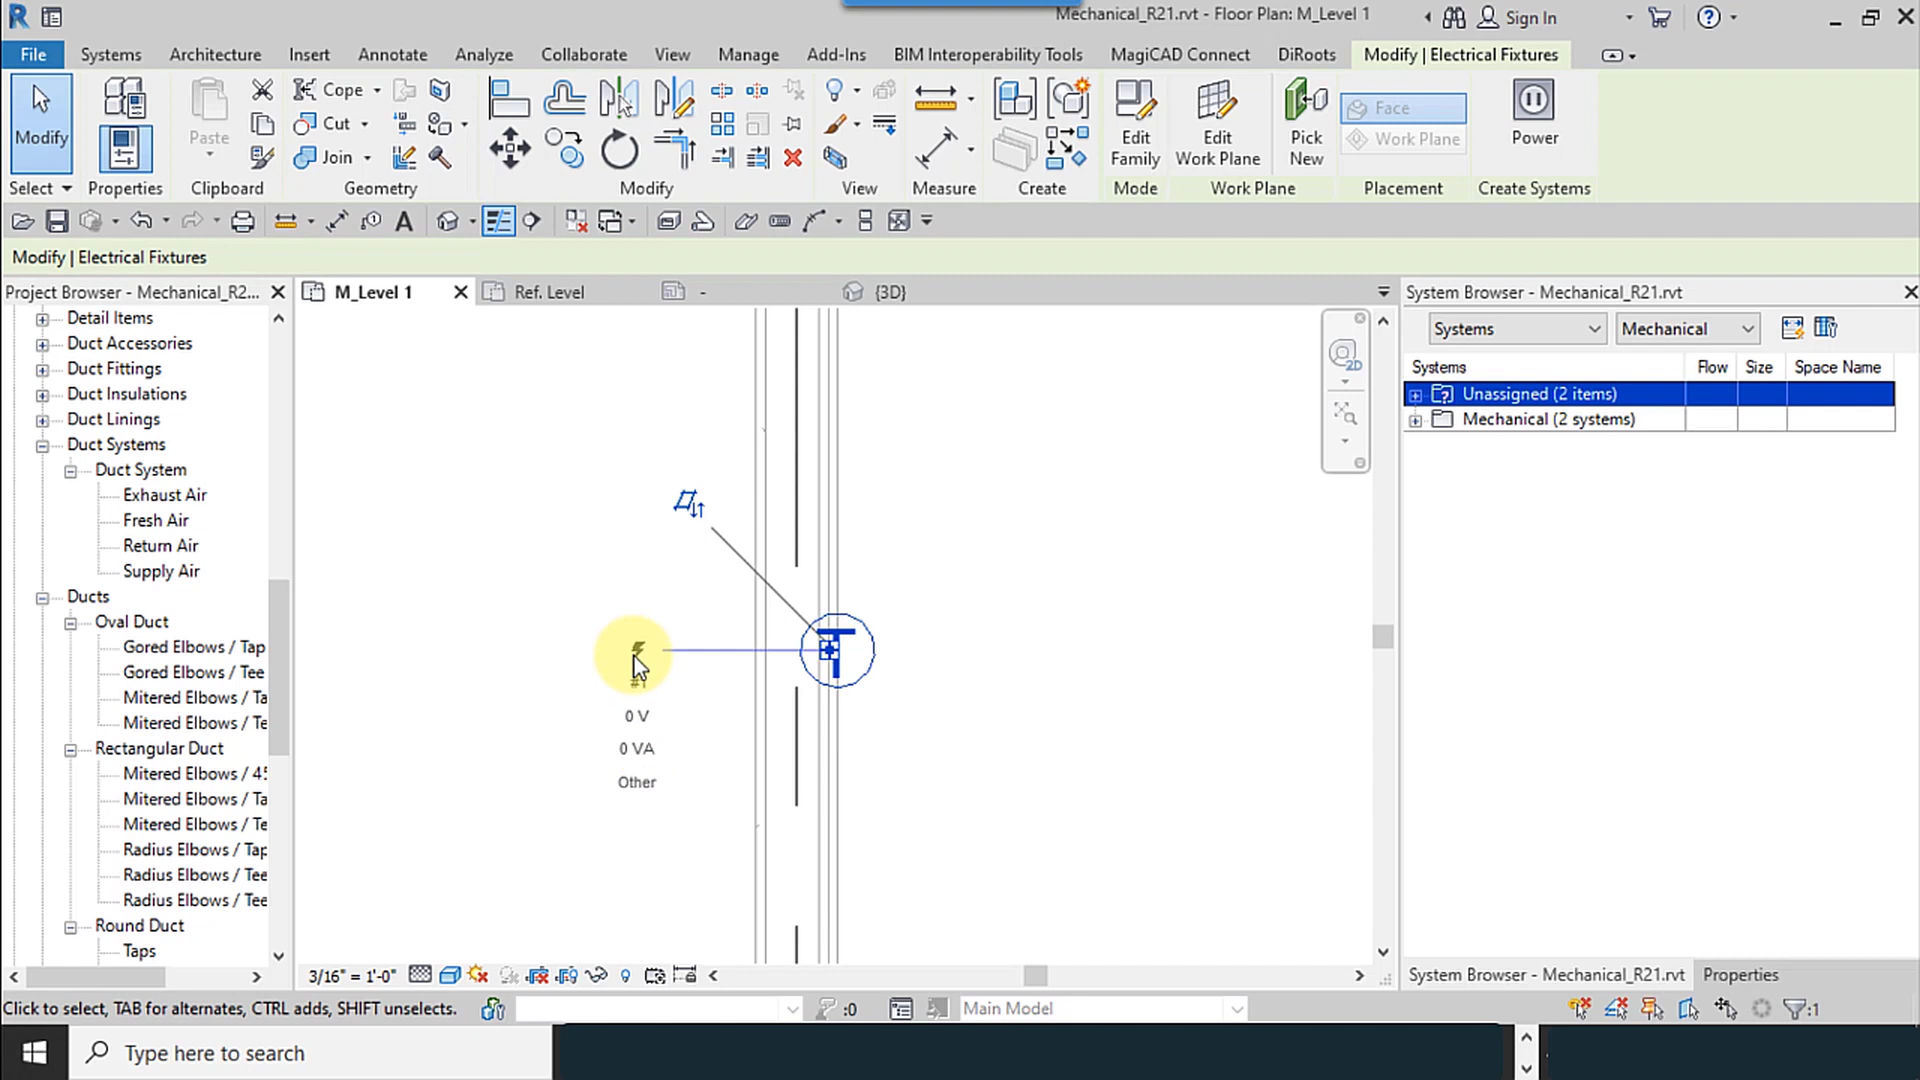 Mechanical_R21.rvt - Floor Plan: M_Level 1
Sign In
File
Systems
Architecture
Insert
Annotate
Analyze
Collaborate
View
Manage
Add-Ins
BIM Interoperability Tools
MagiCAD Connect
DiRoots
Modify | Electrical Fixtures
Modify
Paste
Cope
Cut
Join
Edit
Family
Edit
Work Plane
Pick
New
Face
Work Plane
Power
Select
Properties
Clipboard
Geometry
Modify
View
Measure
Create
Mode
Work Plane
Placement
Create Systems
A
Modify | Electrical Fixtures
Project Browser - Mechanical_R2...
M_Level 1
Ref. Level
-
{3D}
System Browser - Mechanical_R21.rvt
Detail Items
Duct Accessories
Duct Fittings
Duct Insulations
Duct Linings
Duct Systems
Duct System
Exhaust Air
Fresh Air
Return Air
Supply Air
Ducts
Oval Duct
Gored Elbows / Tap
Gored Elbows / Tee
Mitered Elbows / Ta
Mitered Elbows / Te
Rectangular Duct
Mitered Elbows / 45
Mitered Elbows / Ta
Mitered Elbows / Te
Radius Elbows / Tap
Radius Elbows / Tee
Radius Elbows / Tee
Round Duct
Taps
2D
T
0 V
0 VA
Other
Systems
Mechanical
Systems Flow Size Space Name
Unassigned (2 items)
Mechanical (2 systems)
3/16" = 1'-0"
System Browser - Mechanical_R21.rvt
Properties
Click to select, TAB for alternates, CTRL adds, SHIFT unselects.
:0
Main Model
:1
Type here to search